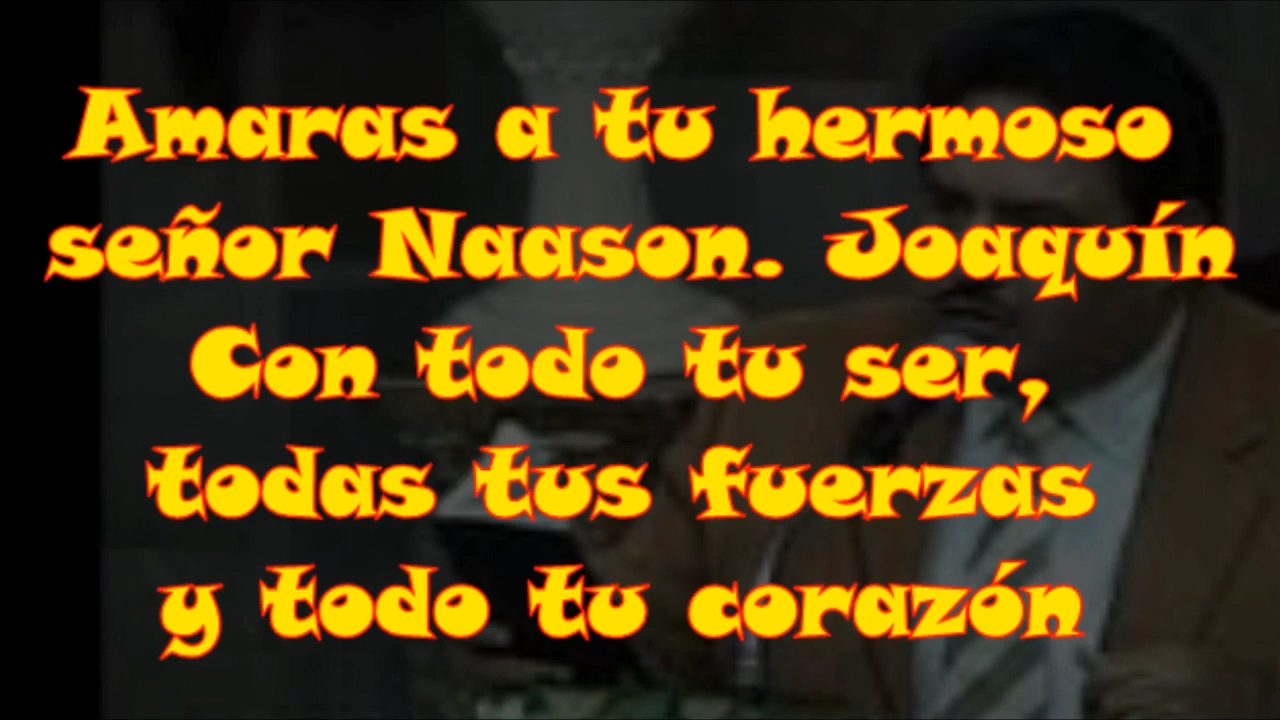 Amaras a tu hermoso
señor Naason. Joaquín
Con todo tu ser,
todas tus fuerzas
y todo tu corazón